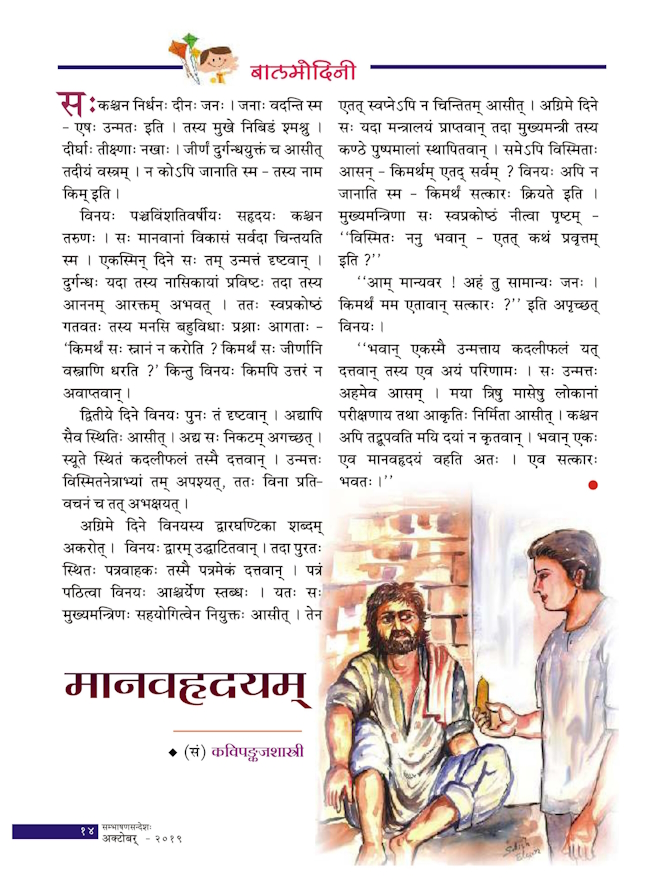 बालमोदिनी
सः कश्चन निर्धनः दीनः जनः । जनाः वदन्ति स्म
– एषः उन्मतः इति । तस्य मुखे निबिडं श्मश्रु ।
दीर्घाः तीक्ष्णाः नखाः । जीर्णं दुर्गन्धयुक्तं च आसीत्
तदीयं वस्त्रम् । न कोऽपि जानाति स्म – तस्य नाम
किम् इति ।
विनयः पञ्चविंशतिवर्षीयः सहृदयः कश्चन
तरुणः । सः मानवानां विकासं सर्वदा चिन्तयति
स्म । एकस्मिन् दिने सः तम् उन्मत्तं दृष्टवान् ।
दुर्गन्धः यदा तस्य नासिकायां प्रविष्टः तदा तस्य
आननम् आरक्तम् अभवत् । ततः स्वप्रकोष्ठं
गतवतः तस्य मनसि बहुविधाः प्रश्नाः आगताः –
‘किमर्थं सः स्नानं न करोति ? किमर्थं सः जीर्णानि
वस्त्राणि धरति ?’ किन्तु विनयः किमपि उत्तरं न
अवाप्तवान् ।
द्वितीये दिने विनयः पुनः तं दृष्टवान् । अद्यापि
सैव स्थितिः आसीत् । अद्य सः निकटम् अगच्छत् ।
स्यूते स्थितं कदलीफलं तस्मै दत्तवान् । उन्मत्तः
विस्मितनेत्राभ्यां तम् अपश्यत्, ततः विना प्रति-
वचनं च तत् अभक्षयत् ।
अग्रिमे दिने विनयस्य द्वारघण्टिका शब्दम्
अकरोत् । विनयः द्वारम् उद्घाटितवान् । तदा पुरतः
स्थितः पत्रवाहकः तस्मै पत्रमेकं दत्तवान् । पत्रं
पठित्वा विनयः आश्चर्येण स्तब्धः । यतः सः
मुख्यमन्त्रिणः सहयोगित्वेन नियुक्तः आसीत् । तेन
एतत् स्वप्नेऽपि न चिन्तितम् आसीत् । अग्रिमे दिने
सः यदा मन्त्रालयं प्राप्तवान् तदा मुख्यमन्त्री तस्य
कण्ठे पुष्पमालां स्थापितवान् । समेऽपि विस्मिताः
आसन् – किमर्थम् एतद् सर्वम् ? विनयः अपि न
जानाति स्म – किमर्थं सत्कारः क्रियते इति ।
मुख्यमन्त्रिणा सः स्वप्रकोष्ठं नीत्वा पृष्टम् –
‘‘विस्मितः ननु भवान् – एतत् कथं प्रवृत्तम्
इति ?’’
‘‘आम् मान्यवर ! अहं तु सामान्यः जनः ।
किमर्थं मम एतावान् सत्कारः ?’’ इति अपृच्छत्
विनयः ।
‘‘भवान् एकस्मै उन्मत्ताय कदलीफलं यत्
दत्तवान् तस्य एव अयं परिणामः । सः उन्मत्तः
अहमेव आसम् । मया त्रिषु मासेषु लोकानां
परीक्षणाय तथा आकृतिः निर्मिता आसीत् । कश्चन
अपि तद्रूपवति मयि दयां न कृतवान् । भवान् एकः
एव मानवहृदयं वहति अतः । एव सत्कारः
भवतः ।’’
मानवहृदयम्
◆ (सं) कविपङ्कजशास्त्री
१४ सम्भाषणसन्देशः
अक्टोबर् - २०१९